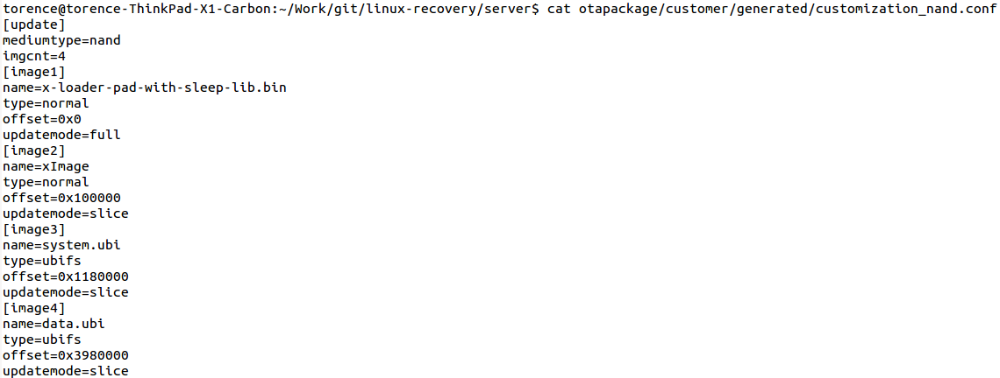 torence@torence-ThinkPad-X1-Carbon:~/Work/git/linux-recovery/server$ cat otapackage/customer/generated/customization_nand.conf
[update]
mediumtype=nand
imgcnt=4
[image1]
name=x-loader-pad-with-sleep-lib.bin
type=normal
offset=0x0
updatemode=full
[image2]
name=xImage
type=normal
offset=0x100000
updatemode=slice
[image3]
name=system.ubi
type=ubifs
offset=0x1180000
updatemode=slice
[image4]
name=data.ubi
type=ubifs
offset=0x3980000
updatemode=slice